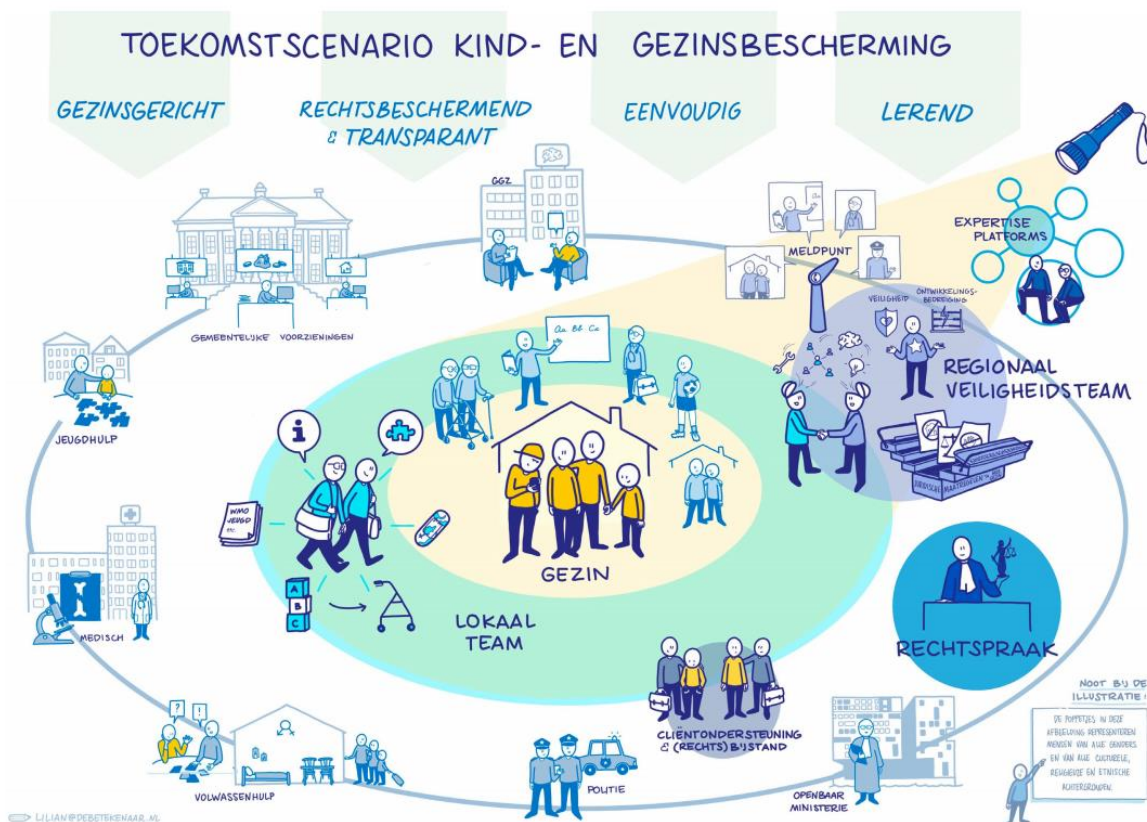 TOEKOMSTSCENARIO KIND- EN GEZINSBESCHERMING
GEZINSGERICHT
RECHTSBESCHERMEND
& TRANSPARANT
EENVOUDIG
LEREND
GGZ
MELDPUNT
EXPERTISE
PLATFORMS
GEMEENTELIJKE VOORZIENINGEN
Aa Bb Cc
VEILIGHEID
ONTWIKKELINGS-
BEDREIGING
REGIONAAL
VEILIGHEIDSTEAM
JEUGDHULP
i
WMO
JEUGD
ETC.
JURIDISCHE MAATREGELEN
GEZIN
A
B
C
LOKAAL
TEAM
MEDISCH
RECHTSPRAAK
CLIËNTONDERSTEUNING
& (RECHTS) BIJSTAND
? !
VOLWASSENHULP
POLITIE
OPENBAAR
MINISTERIE
NOOT BIJ DE
ILLUSTRATIE:
DE POPPETJES IN DEZE
AFBEELDING REPRESENTEREN
MENSEN VAN ALLE GENDERS
EN VAN ALLE CULTURELE,
RELIGIEUZE EN ETNISCHE
ACHTERGRONDEN.
LILIAN@DEBETEKENAAR.NL